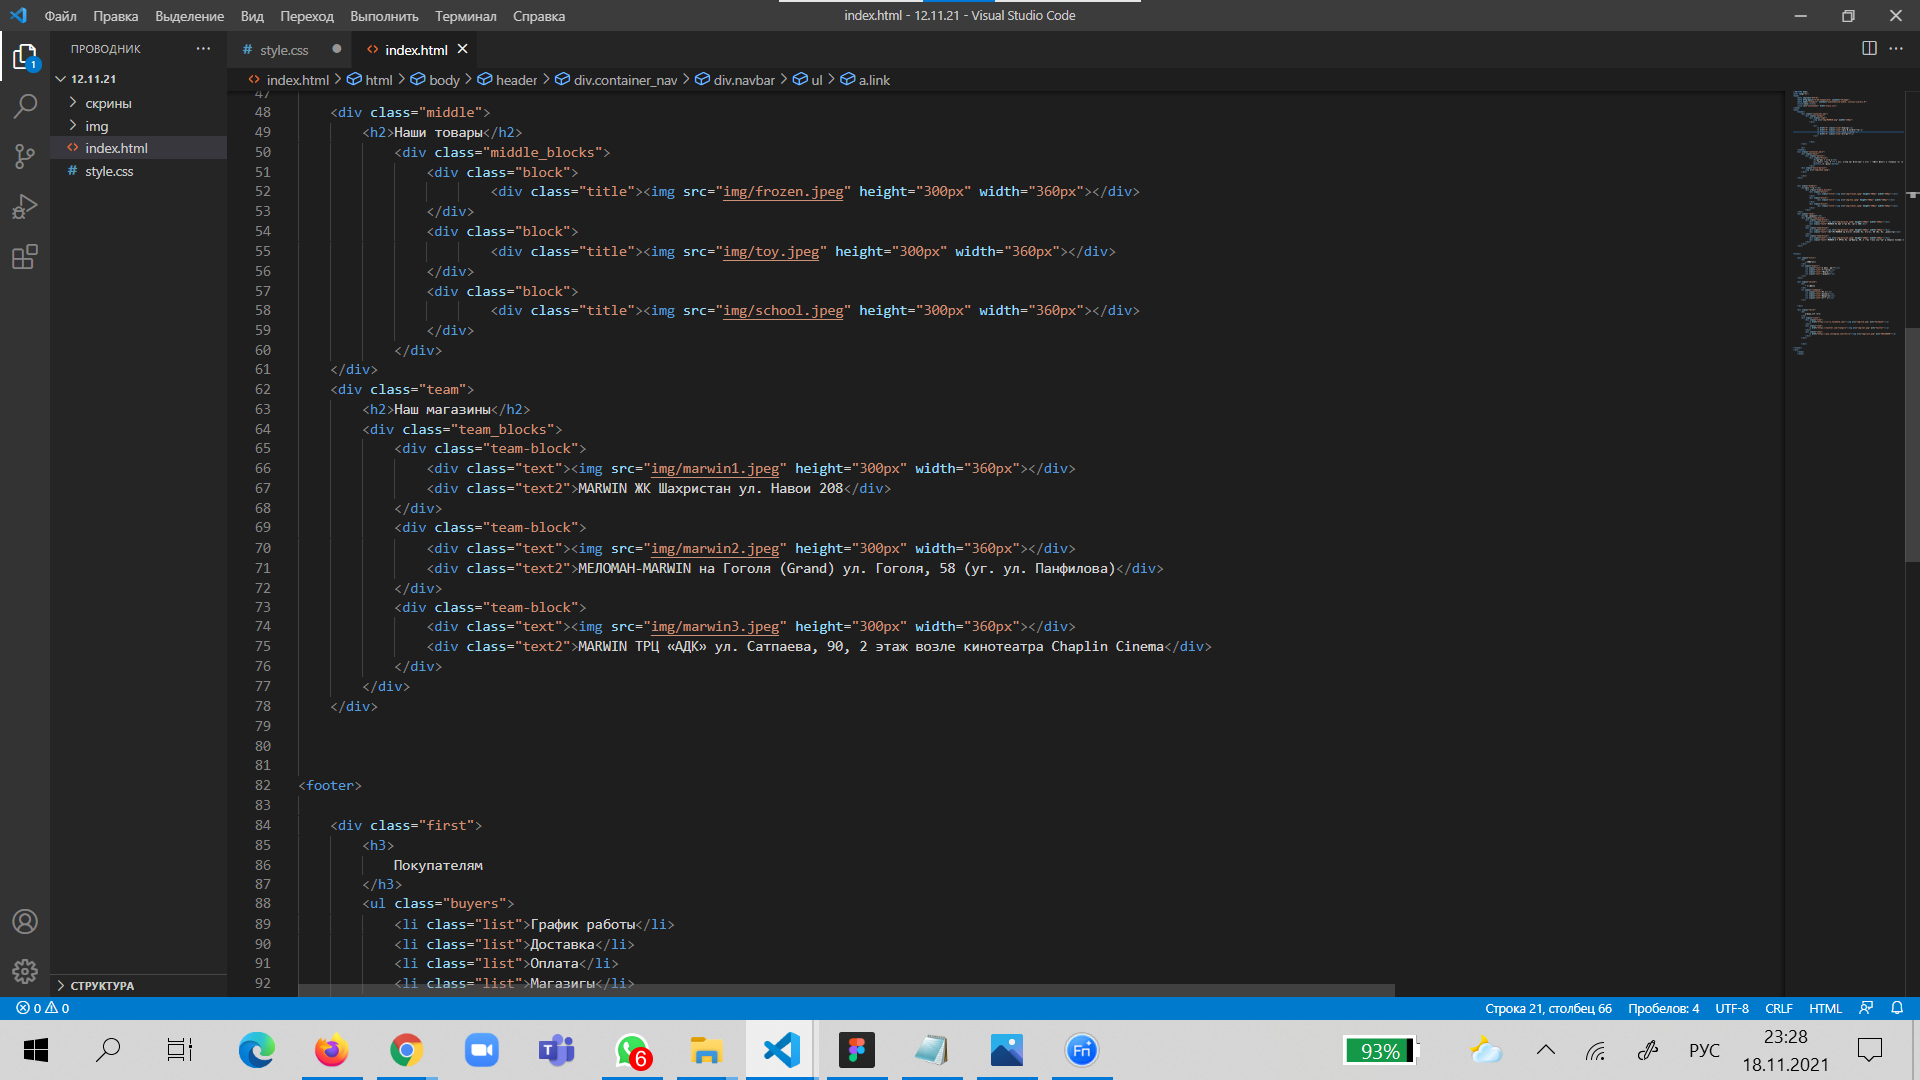 Файл Правка Выделение Вид Переход Выполнить Терминал Справка
index.html - 12.11.21 - Visual Studio Code
ПРОВОДНИК
style.css
index.html
1
12.11.21
скрины
img
index.html
style.css
СТРУКТУРА
index.html > html > body > header > div.container_nav > div.navbar > ul > a.link
47
48 <div class="middle">
49 <h2>Наши товары</h2>
50 <div class="middle_blocks">
51 <div class="block">
52 <div class="title"><img src="img/frozen.jpeg" height="300px" width="360px"></div>
53 </div>
54 <div class="block">
55 <div class="title"><img src="img/toy.jpeg" height="300px" width="360px"></div>
56 </div>
57 <div class="block">
58 <div class="title"><img src="img/school.jpeg" height="300px" width="360px"></div>
59 </div>
60 </div>
61 </div>
62 <div class="team">
63 <h2>Наш магазины</h2>
64 <div class="team_blocks">
65 <div class="team-block">
66 <div class="text"><img src="img/marwin1.jpeg" height="300px" width="360px"></div>
67 <div class="text2">MARWIN ЖК Шахристан ул. Навои 208</div>
68 </div>
69 <div class="team-block">
70 <div class="text"><img src="img/marwin2.jpeg" height="300px" width="360px"></div>
71 <div class="text2">МЕЛОМАН-MARWIN на Гоголя (Grand) ул. Гоголя, 58 (уг. ул. Панфилова)</div>
72 </div>
73 <div class="team-block">
74 <div class="text"><img src="img/marwin3.jpeg" height="300px" width="360px"></div>
75 <div class="text2">MARWIN ТРЦ «АДК» ул. Сатпаева, 90, 2 этаж возле кинотеатра Chaplin Cinema</div>
76 </div>
77 </div>
78 </div>
79
80
81
82 <footer>
83
84 <div class="first">
85 <h3>
86 Покупателям
87 </h3>
88 <ul class="buyers">
89 <li class="list">График работы</li>
90 <li class="list">Доставка</li>
91 <li class="list">Оплата</li>
92 <li class="list">Магазигы</li>
0 0
Строка 21, столбец 66 Пробелов: 4 UTF-8 CRLF HTML
6
93%
РУС
23:28
18.11.2021